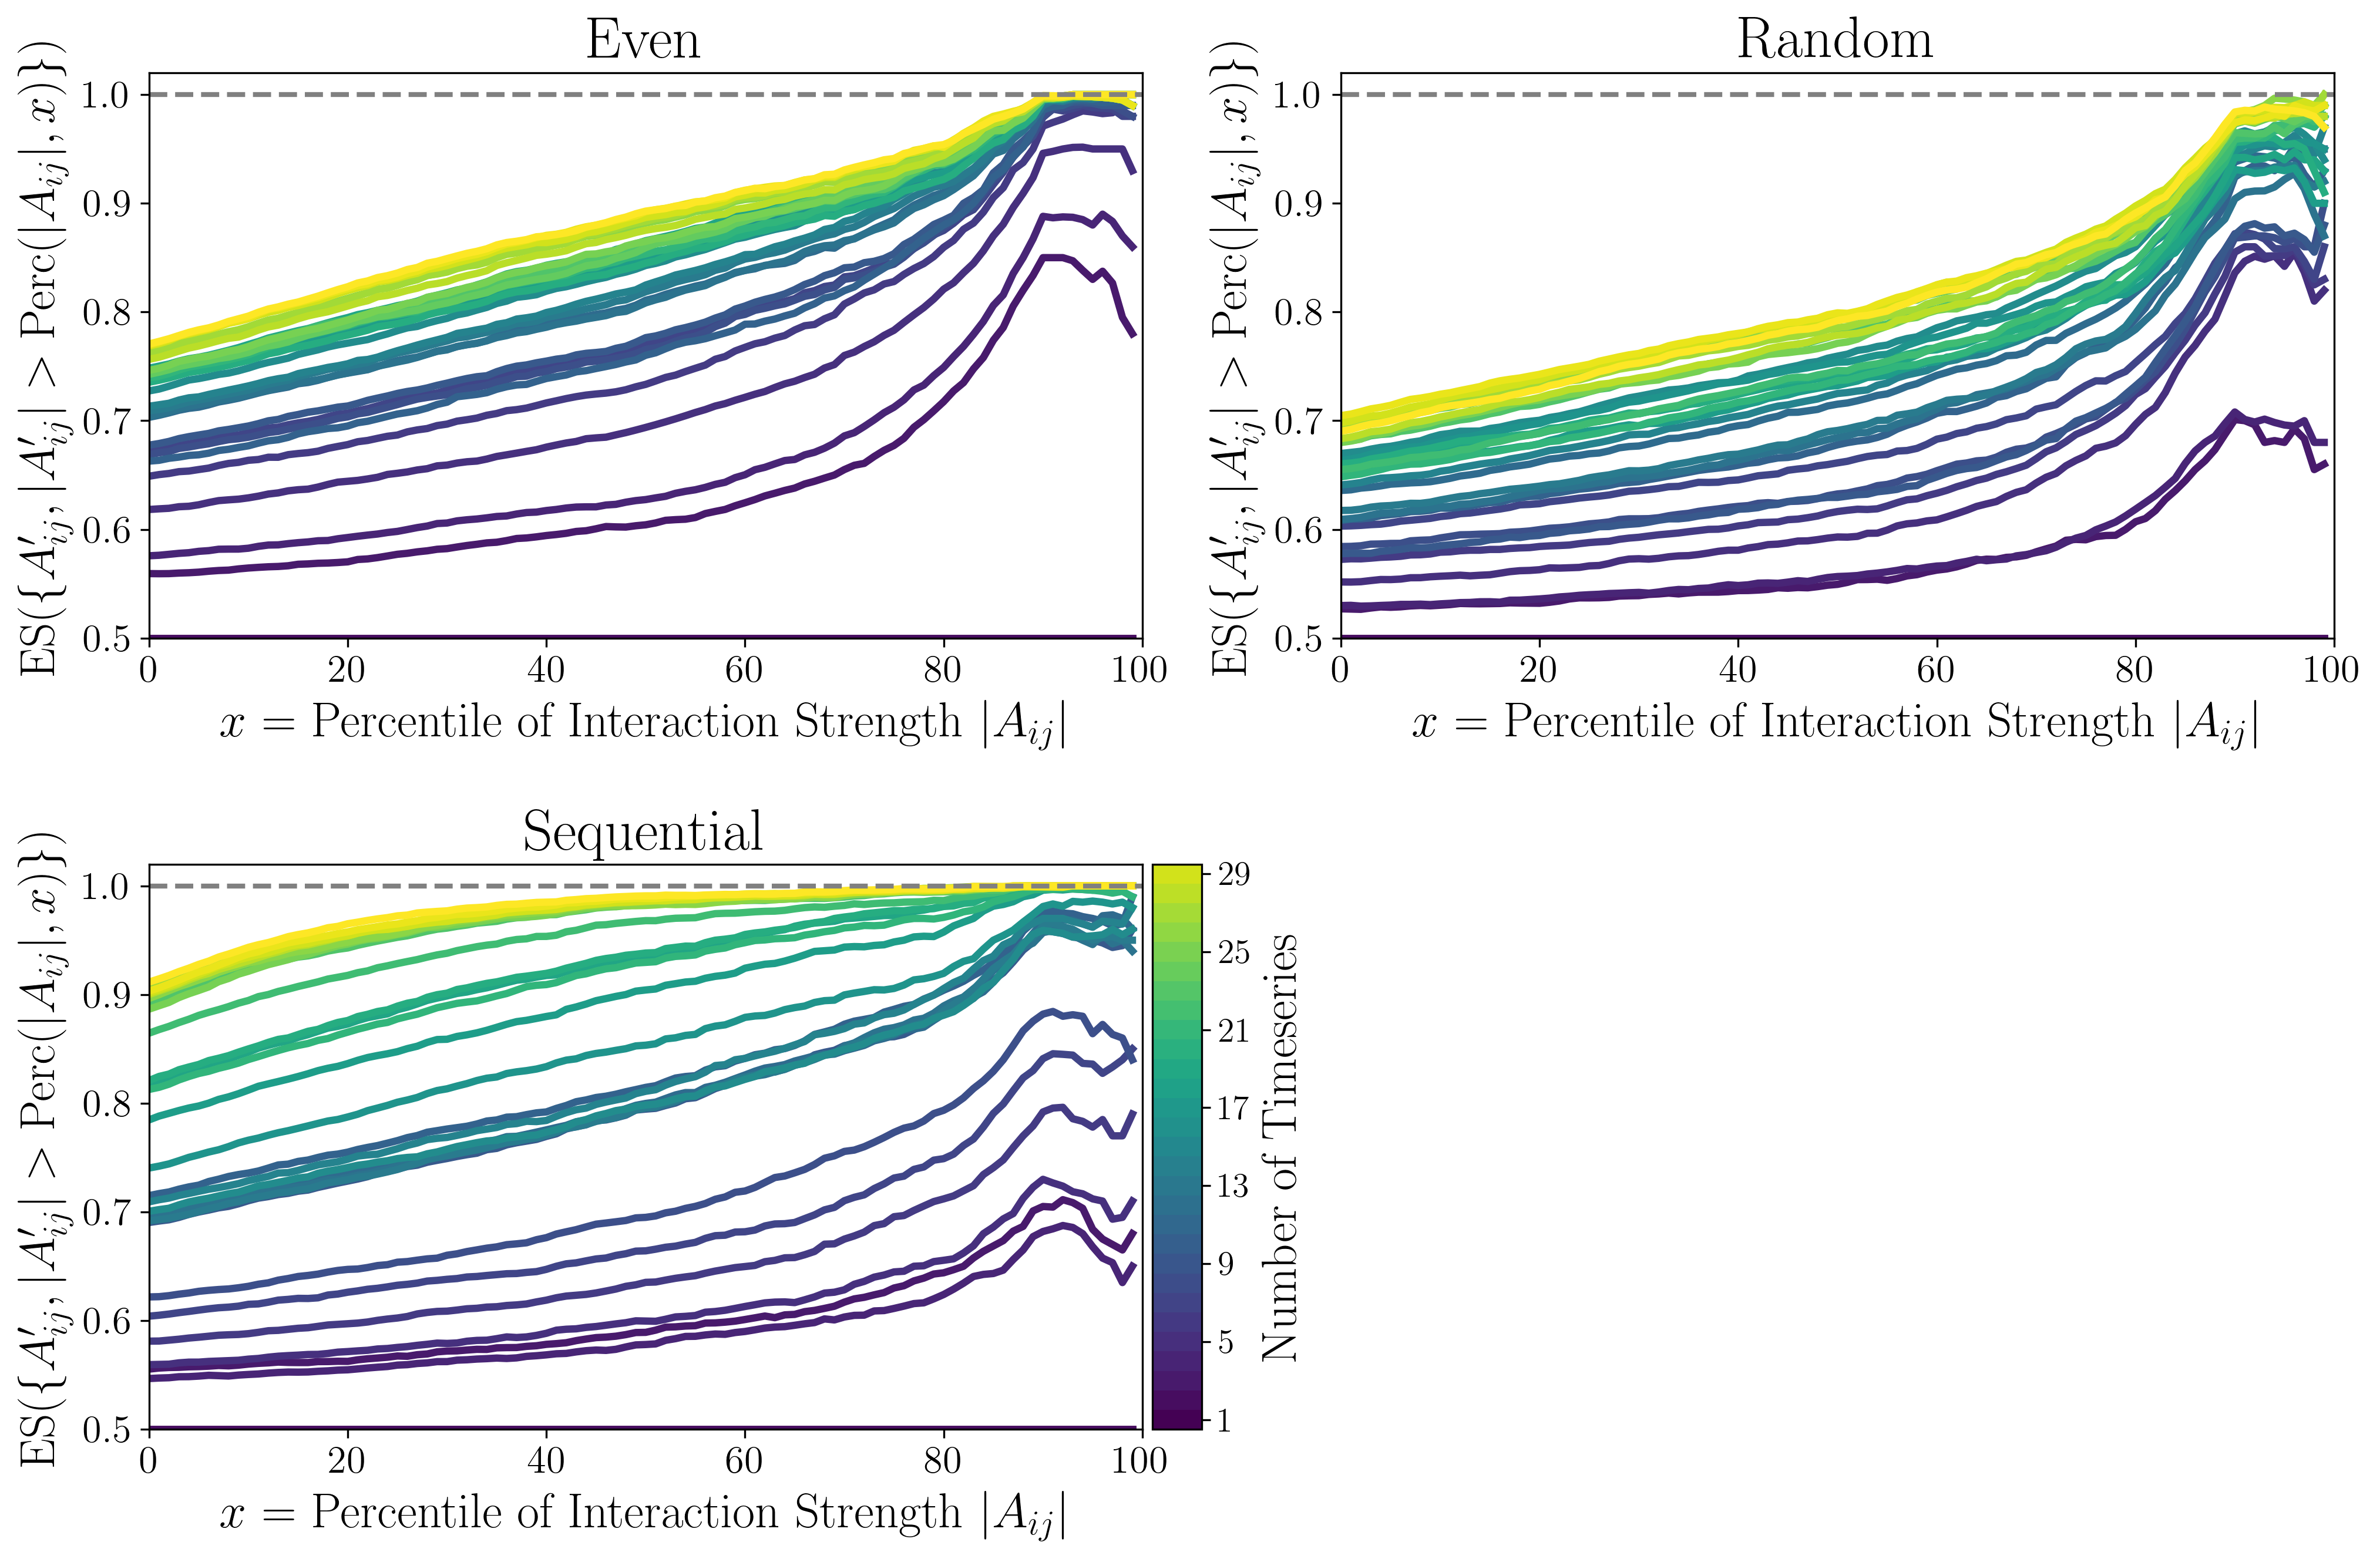 Even
ES({A′ij, |A′ij| > Perc(|Aij|, x)})
1.0
0.9
0.8
0.7
0.6
0.5
0 20 40 60 80 100
x = Percentile of Interaction Strength |Aij|
Random
ES({A′ij, |A′ij| > Perc(|Aij|, x)})
1.0
0.9
0.8
0.7
0.6
0.5
0 20 40 60 80 100
x = Percentile of Interaction Strength |Aij|
Sequential
ES({A′ij, |A′ij| > Perc(|Aij|, x)})
1.0
0.9
0.8
0.7
0.6
0.5
0 20 40 60 80 100
x = Percentile of Interaction Strength |Aij|
29
25
21
17
13
9
5
1
Number of Timeseries